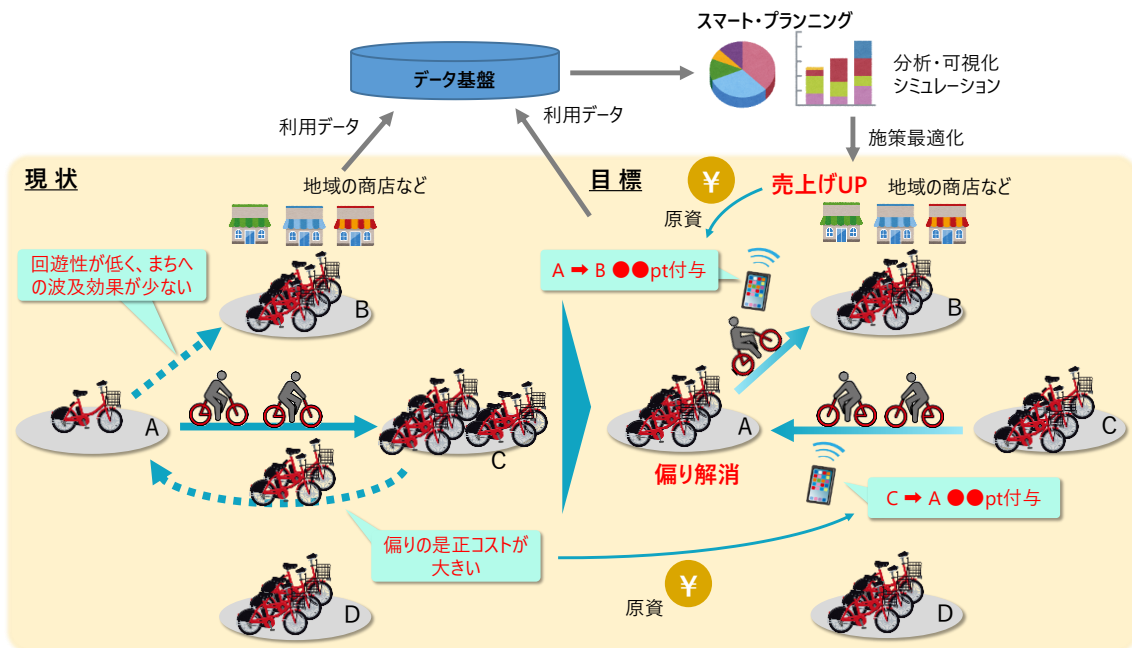 スマート・プランニング
データ基盤
分析・可視化
シミュレーション
利用データ
利用データ
施策最適化
現 状
地域の商店など
回遊性が低く、まちへ
の波及効果が少ない
B
A
C
偏りの是正コストが
大きい
D
目 標
¥
原資
売上げUP
地域の商店など
A ➡ B ●●pt付与
B
A
C
偏り解消
C ➡ A ●●pt付与
¥
原資
D